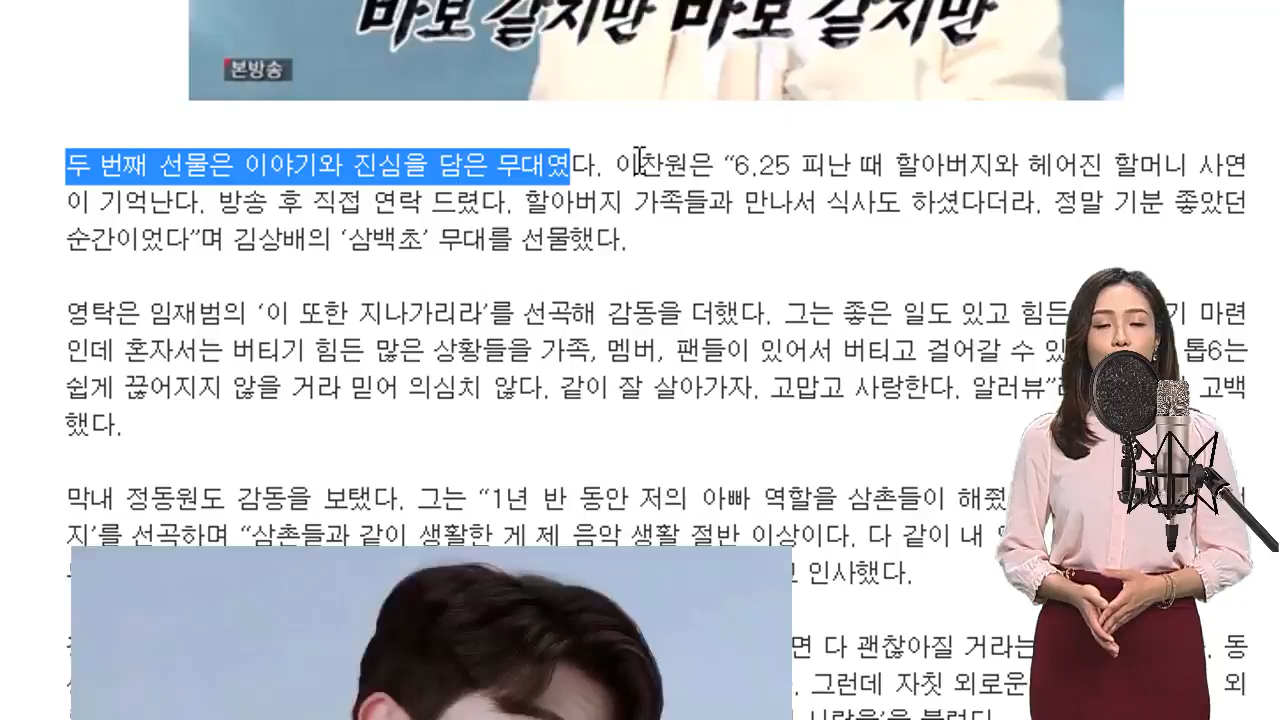 바보 같지만 바보 같지만
본방송
두 번째 선물은 이야기와 진심을 담은 무대였다. 이찬원은 “6.25 피난 때 할아버지와 헤어진 할머니 사연
이 기억난다. 방송 후 직접 연락 드렸다. 할아버지 가족들과 만나서 식사도 하셨다더라. 정말 기분 좋았던
순간이었다”며 김상배의 ‘삼백초’ 무대를 선물했다.
영탁은 임재범의 ‘이 또한 지나가리라’를 선곡해 감동을 더했다. 그는 좋은 일도 있고 힘든 기 마련
인데 혼자서는 버티기 힘든 많은 상황들을 가족, 멤버, 팬들이 있어서 버티고 걸어갈 수 있 톱6는
쉽게 끊어지지 않을 거라 믿어 의심치 않다. 같이 잘 살아가자. 고맙고 사랑한다. 알러뷰” 고백
했다.
막내 정동원도 감동을 보탰다. 그는 “1년 반 동안 저의 아빠 역할을 삼촌들이 해줬
지’를 선곡하며 “삼촌들과 같이 생활한 게 제 음악 생활 절반 이상이다. 다 같이 내
인사했다.
면 다 괜찮아질 거라는 동
그런데 자칫 외로운 외
사랑을’을 불렀다.